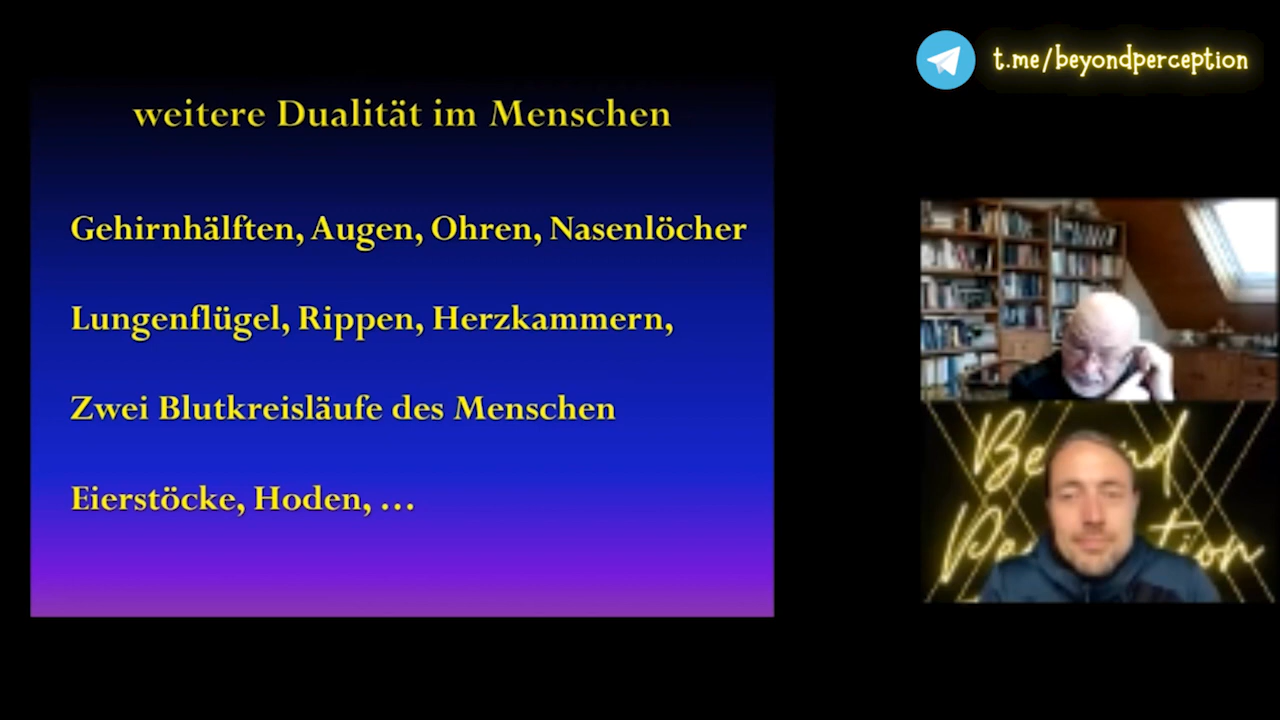 t.me/beyondperception
weitere Dualität im Menschen
Gehirnhälften, Augen, Ohren, Nasenlöcher
Lungenflügel, Rippen, Herzkammern,
Zwei Blutkreisläufe des Menschen
Eierstöcke, Hoden, ...